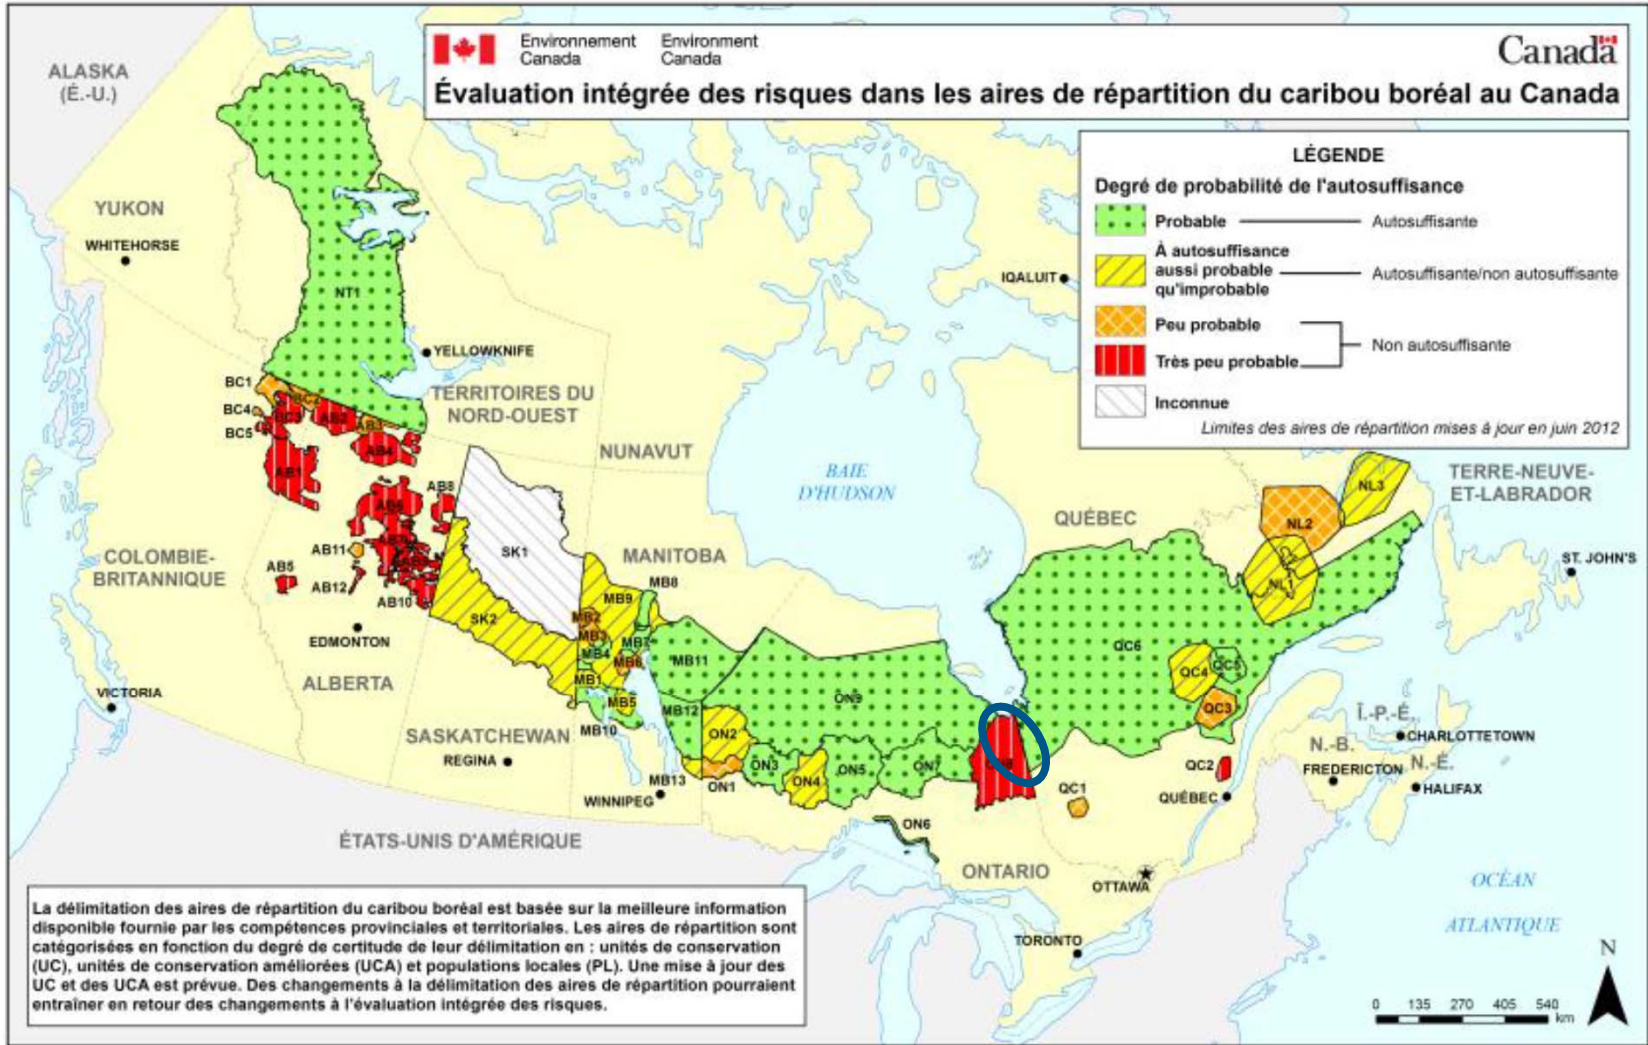 Environnement Canada
Environment Canada
Canada
Évaluation intégrée des risques dans les aires de répartition du caribou boréal au Canada
LÉGENDE
Degré de probabilité de l'autosuffisance
Probable
Autosuffisante
À autosuffisance
aussi probable
qu'improbable
Autosuffisante/non autosuffisante
Peu probable
Très peu probable
Non autosuffisante
Inconnue
Limites des aires de répartition mises à jour en juin 2012
ALASKA
(É.-U.)
YUKON
WHITEHORSE
NT1
IQALUIT
YELLOWKNIFE
TERRITOIRES DU
NORD-OUEST
NUNAVUT
BC1
BC2
BC4
BC3
AB2
AB3
BC5
AB4
AB1
AB8
AB6
AB11
AB5
AB12
AB10
COLOMBIE-
BRITANNIQUE
EDMONTON
ALBERTA
VICTORIA
SK1
SK2
SASKATCHEWAN
REGINA
MANITOBA
MB8
MB9
MB2
MB3
MB7
MB4
MB6
MB11
MB1
MB5
MB12
MB10
MB13
WINNIPEG
BAIE
D'HUDSON
ON9
ON2
ON3
ON4
ON5
ON7
ON1
ON6
ONTARIO
OTTAWA
TORONTO
QUÉBEC
NL3
NL2
NL1
QC6
QC4
QC5
QC3
QC2
QC1
QUÉBEC
TERRE-NEUVE-
ET-LABRADOR
ST. JOHN'S
Î.-P.-É.
CHARLOTTETOWN
N.-B.
FREDERICTON
N.-É.
HALIFAX
ÉTATS-UNIS D'AMÉRIQUE
OCÉAN
ATLANTIQUE
La délimitation des aires de répartition du caribou boréal est basée sur la meilleure information
disponible fournie par les compétences provinciales et territoriales. Les aires de répartition sont
catégorisées en fonction du degré de certitude de leur délimitation en : unités de conservation
(UC), unités de conservation améliorées (UCA) et populations locales (PL). Une mise à jour des
UC et des UCA est prévue. Des changements à la délimitation des aires de répartition pourraient
entraîner en retour des changements à l'évaluation intégrée des risques.
N
0 135 270 405 540
km